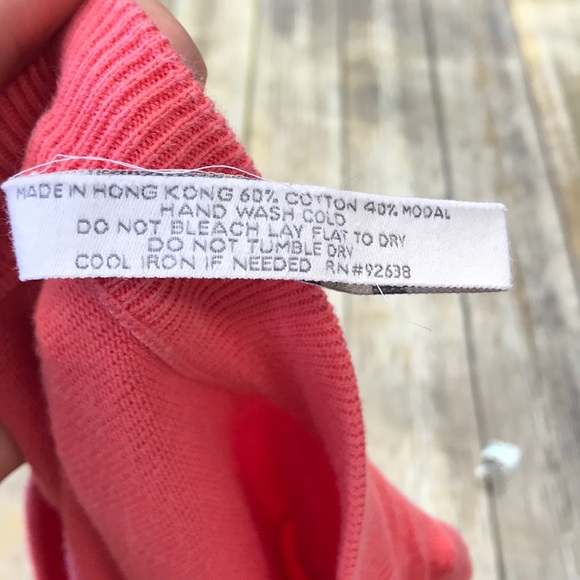 MADE IN HONG KONG 60% COTTON 40% MODAL
HAND WASH COLD
DO NOT BLEACH LAY FLAT TO DRY
DO NOT TUMBLE DRY
COOL IRON IF NEEDED RN#92638